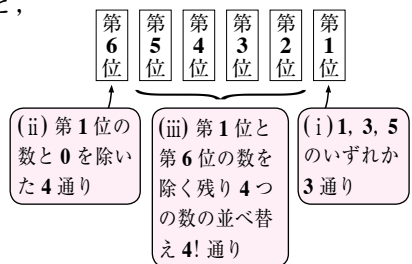 と，
第6位 第5位 第4位 第3位 第2位 第1位
(ii) 第1位の
数と0を除い
た4通り
(iii) 第1位と
第6位の数を
除く残り4つ
の数の並べ替
え4!通り
(i) 1, 3, 5
のいずれか
3通り